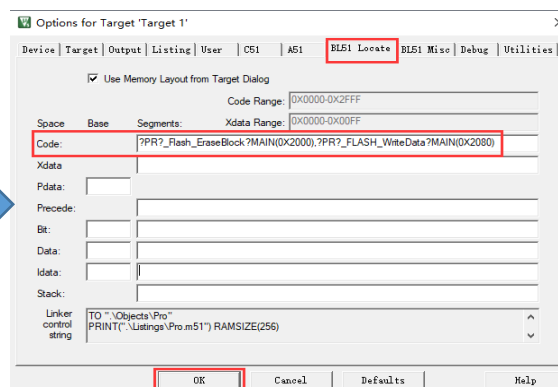 Options for Target 'Target 1'
Device | Target | Output | Listing | User | C51 | A51 BL51 Locate BL51 Misc | Debug | Utilities
Use Memory Layout from Target Dialog
Code Range: 0X0000-0X2FFF
Space Base Segments: Xdata Range: 0X0000-0X00FF
Code: ?PR?_Flash_EraseBlock?MAIN(0X2000),?PR?_FLASH_WriteData?MAIN(0X2080)
Xdata
Pdata:
Precede:
Bit:
Data:
Idata:
Stack:
Linker control string
TO ".\Objects\Pro"
PRINT(".\Listings\Pro.m51") RAMSIZE(256)
OK Cancel Defaults Help